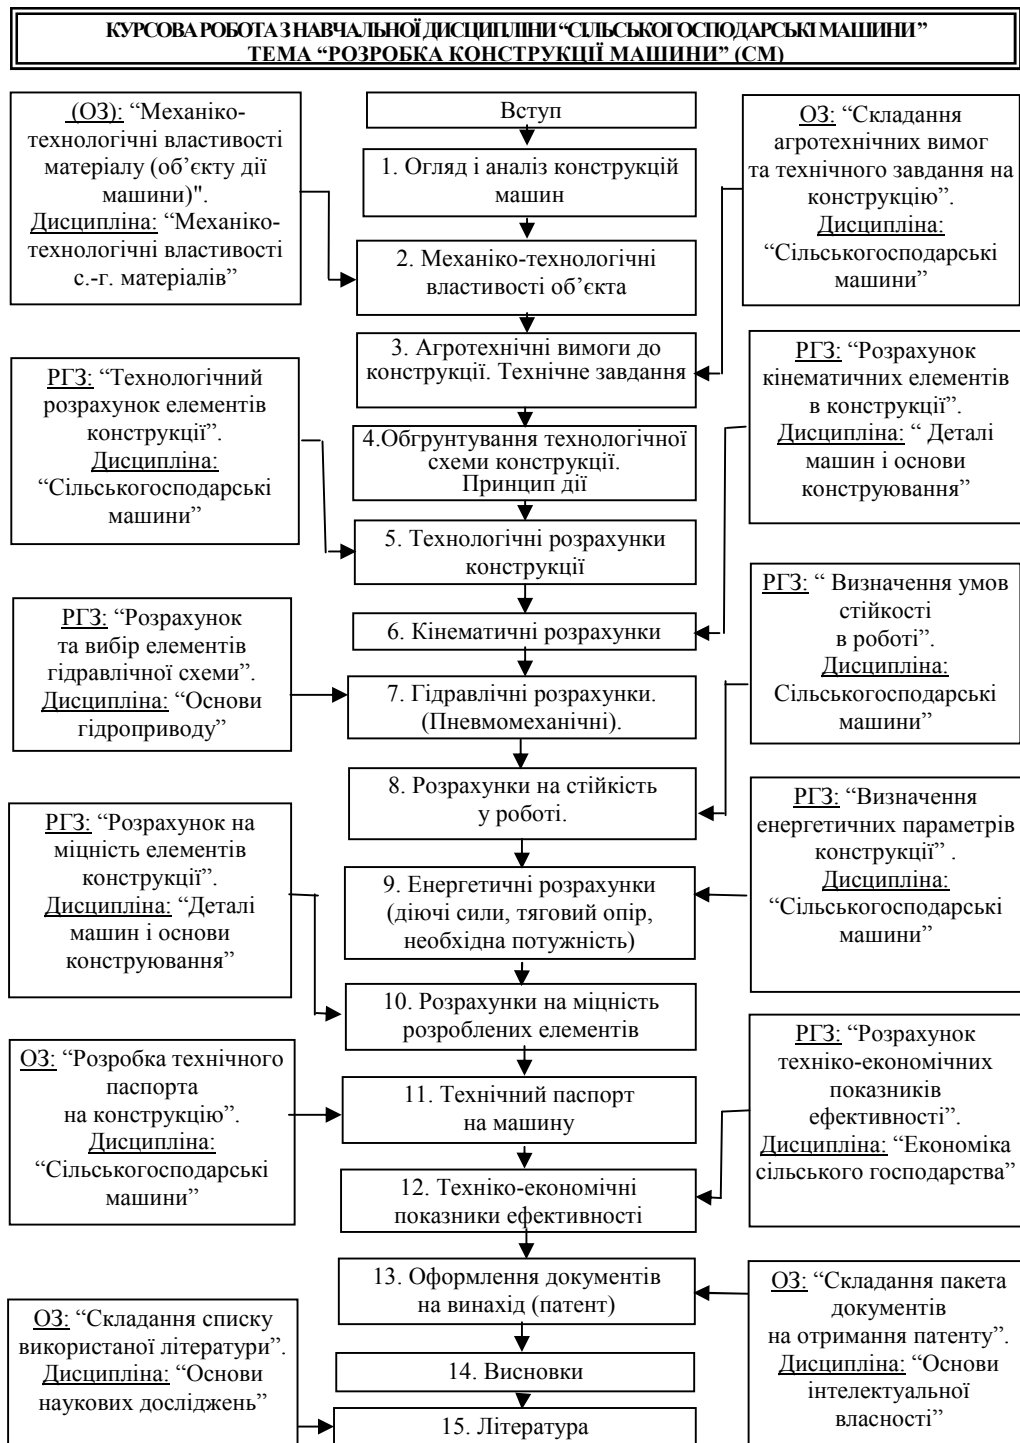 КУРСОВА РОБОТА З НАВЧАЛЬНОЇ ДИСЦИПЛІНИ “СІЛЬСЬКОГОСПОДАРСЬКІ МАШИНИ”
ТЕМА “РОЗРОБКА КОНСТРУКЦІЇ МАШИНИ” (СМ)
(ОЗ): “Механіко-
технологічні властивості
матеріалу (об’єкту дії
машини)".
Дисципліна: “Механіко-
технологічні властивості
с.-г. матеріалів”
РГЗ: “Технологічний
розрахунок елементів
конструкції”.
Дисципліна:
“Сільськогосподарські
машини”
РГЗ: “Розрахунок
та вибір елементів
гідравлічної схеми”.
Дисципліна: “Основи
гідроприводу”
РГЗ: “Розрахунок на
міцність елементів
конструкції”.
Дисципліна: “Деталі
машин і основи
конструювання”
ОЗ: “Розробка технічного
паспорта
на конструкцію”.
Дисципліна:
“Сільськогосподарські
машини”
ОЗ: “Складання списку
використаної літератури”.
Дисципліна: “Основи
наукових досліджень”
Вступ
1. Огляд і аналіз конструкцій
машин
2. Механіко-технологічні
властивості об’єкта
3. Агротехнічні вимоги до
конструкції. Технічне завдання
4.Обгрунтування технологічної
схеми конструкції.
Принцип дії
5. Технологічні розрахунки
конструкції
6. Кінематичні розрахунки
7. Гідравлічні розрахунки.
(Пневмомеханічні).
8. Розрахунки на стійкість
у роботі.
9. Енергетичні розрахунки
(діючі сили, тяговий опір,
необхідна потужність)
10. Розрахунки на міцність
розроблених елементів
11. Технічний паспорт
на машину
12. Техніко-економічні
показники ефективності
13. Оформлення документів
на винахід (патент)
14. Висновки
15. Література
ОЗ: “Складання
агротехнічних вимог
та технічного завдання на
конструкцію”.
Дисципліна:
“Сільськогосподарські
машини”
РГЗ: “Розрахунок
кінематичних елементів
в конструкції”.
Дисципліна: “ Деталі
машин і основи
конструювання”
РГЗ: “ Визначення умов
стійкості
в роботі”.
Дисципліна:
Сільськогосподарські
машини”
РГЗ: “Визначення
енергетичних параметрів
конструкції” .
Дисципліна:
“Сільськогосподарські
машини”
РГЗ: “Розрахунок
техніко-економічних
показників
ефективності”.
Дисципліна: “Економіка
сільського господарства”
ОЗ: “Складання пакета
документів
на отримання патенту”.
Дисципліна: “Основи
інтелектуальної
власності”